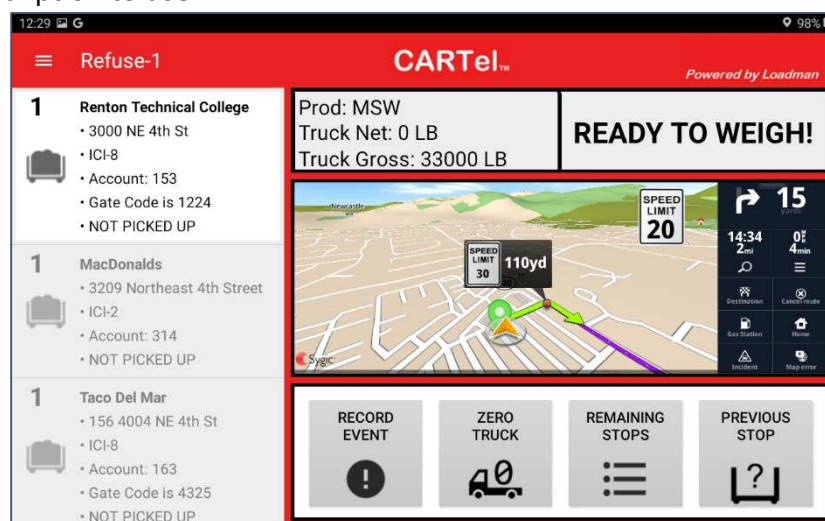 12:29 G 98%
Refuse-1
CARTel™
Powered by Loadman
1
Renton Technical College
• 3000 NE 4th St
• ICI-8
• Account: 153
• Gate Code is 1224
• NOT PICKED UP
1
MacDonalds
• 3209 Northeast 4th Street
• ICI-2
• Account: 314
• NOT PICKED UP
1
Taco Del Mar
• 156 4004 NE 4th St
• ICI-8
• Account: 163
• Gate Code is 4325
• NOT PICKED UP
Prod: MSW
Truck Net: 0 LB
Truck Gross: 33000 LB
READY TO WEIGH!
Newcastle
SPEED
LIMIT
30
110yd
SPEED
LIMIT
20
Sygic
15
yards
14:34
2mi
4min
Destination
Cancel route
Gas Station
Home
Incident
Map error
RECORD
EVENT
!
ZERO
TRUCK
0
REMAINING
STOPS
PREVIOUS
STOP
?